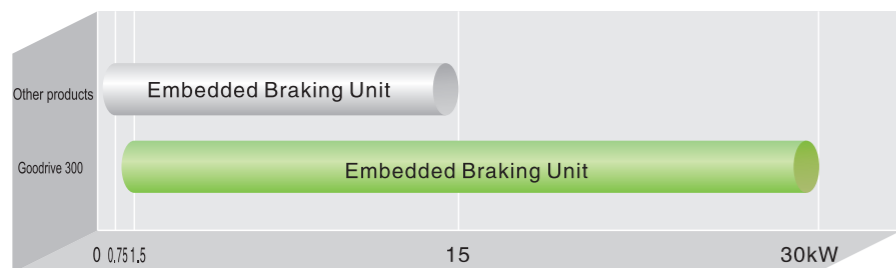 Other products
Embedded Braking Unit
Goodrive 300
Embedded Braking Unit
0 0.75 1.5 15 30kW